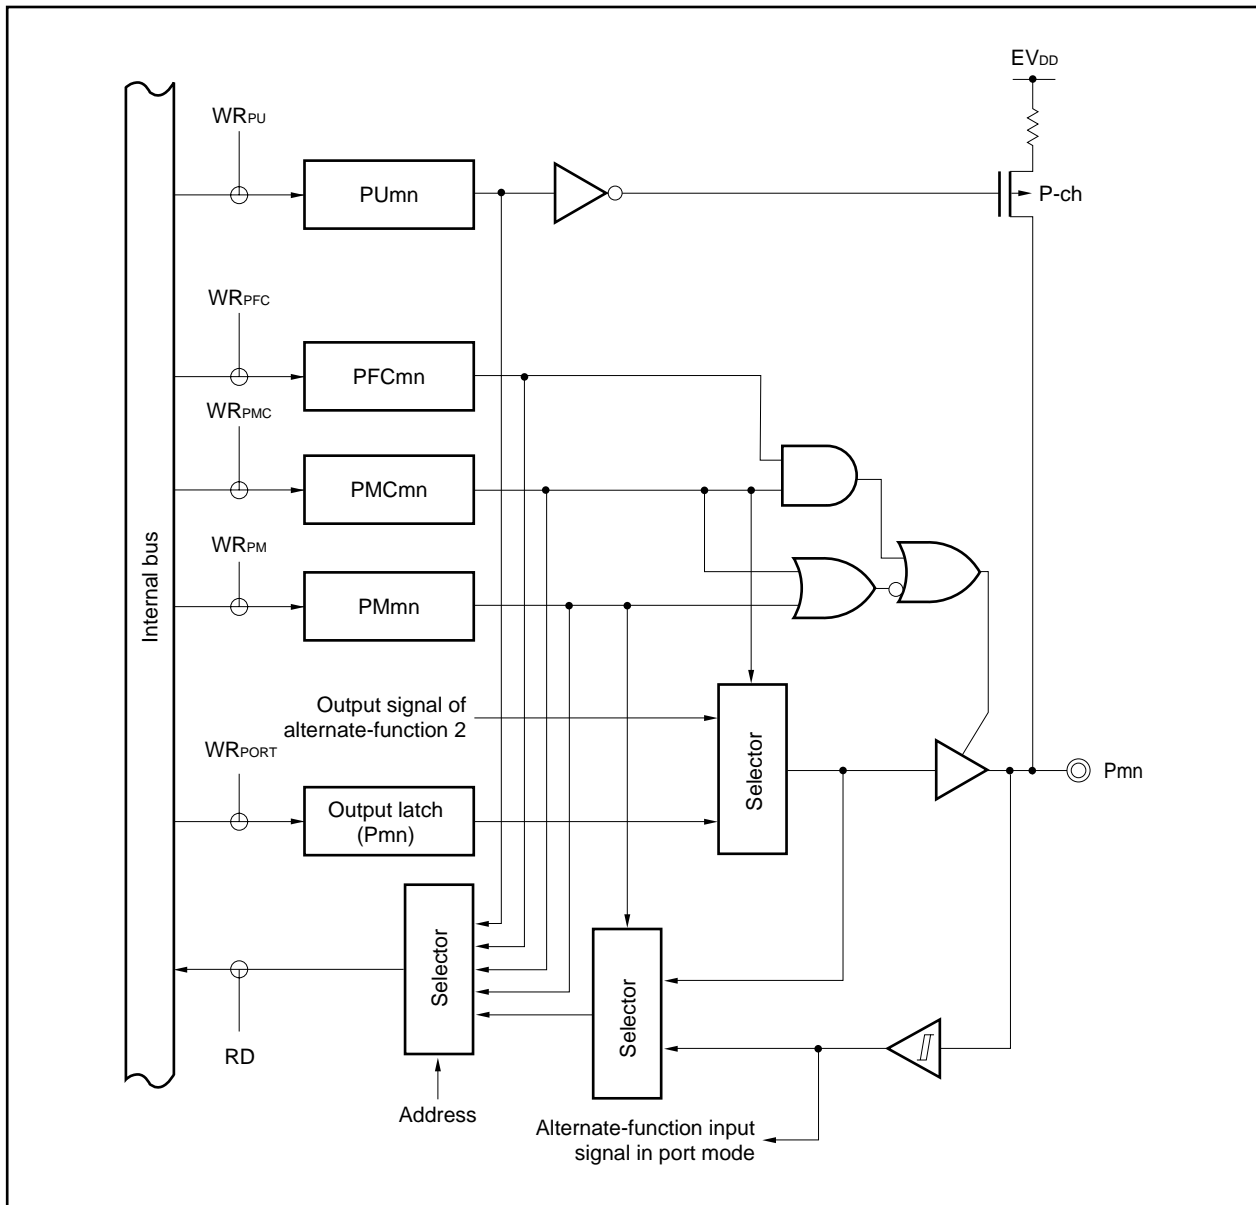 EVDD
WRPU
PUmn
P-ch
WRPFC
PFCmn
WRPMC
PMCmn
WRPM
PMmn
Internal bus
Output signal of
alternate-function 2
WRPORT
Output latch
(Pmn)
Selector
Pmn
Selector
Selector
RD
Address
Alternate-function input
signal in port mode